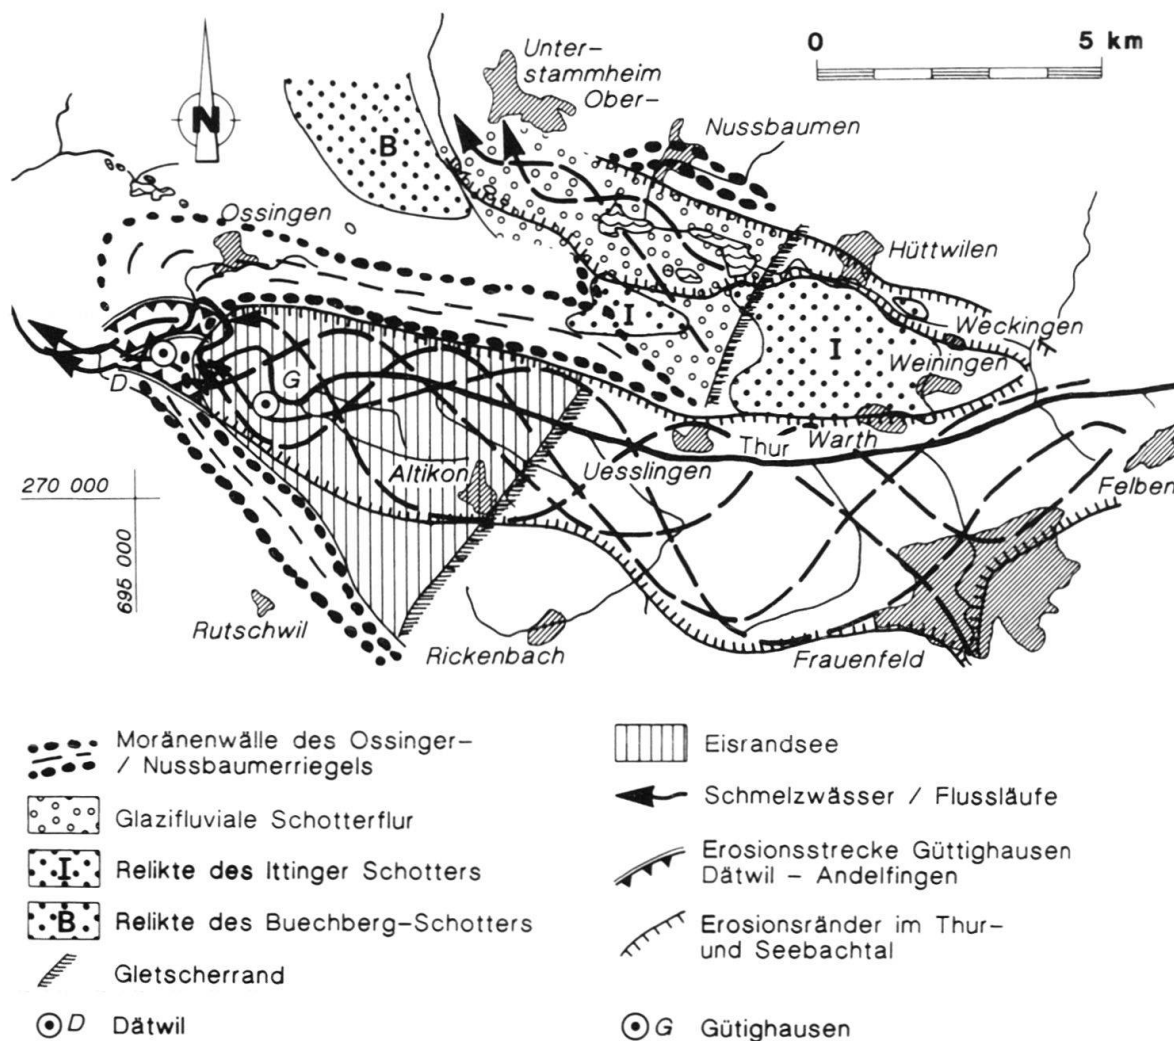 0 5 km
Unter-
stammheim
Ober-
N
B
Nussbaumen
Ossingen
Hüttwilen
I
I
Weckingen
Weiningen
D
G
Thur
Warth
Altikon
Uesslingen
Felben
270 000
695 000
Rutschwil
Rickenbach
Frauenfeld
Moränenwälle des Ossinger-
/ Nussbaumerriegels
Glazifluviale Schotterflur
I Relikte des Ittinger Schotters
B Relikte des Buechberg-Schotters
Gletscherrand
D Dätwil
Eisrandsee
Schmelzwässer / Flussläufe
Erosionsstrecke Güttighausen
Dätwil – Andelfingen
Erosionsränder im Thur-
und Seebachtal
G Gütighausen